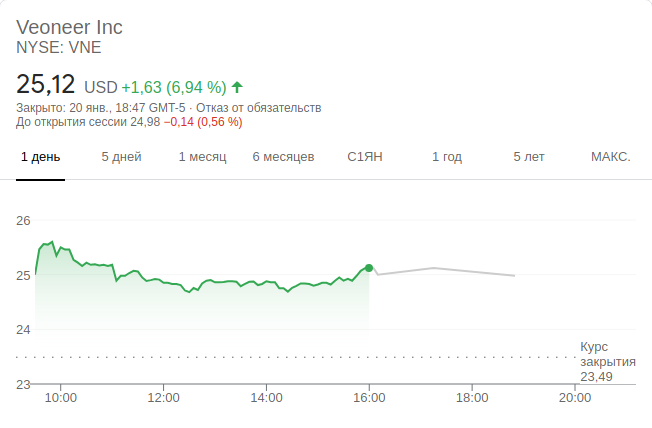 Veoneer Inc
NYSE: VNE
25,12 USD +1,63 (6,94 %)
Закрыто: 20 янв., 18:47 GMT-5 · Отказ от обязательств
До открытия сессии 24,98 −0,14 (0,56 %)
1 день 5 дней 1 месяц 6 месяцев С1ЯН 1 год 5 лет МАКС.
26
25
24
Курс
закрытия
23,49
23
10:00 12:00 14:00 16:00 18:00 20:00